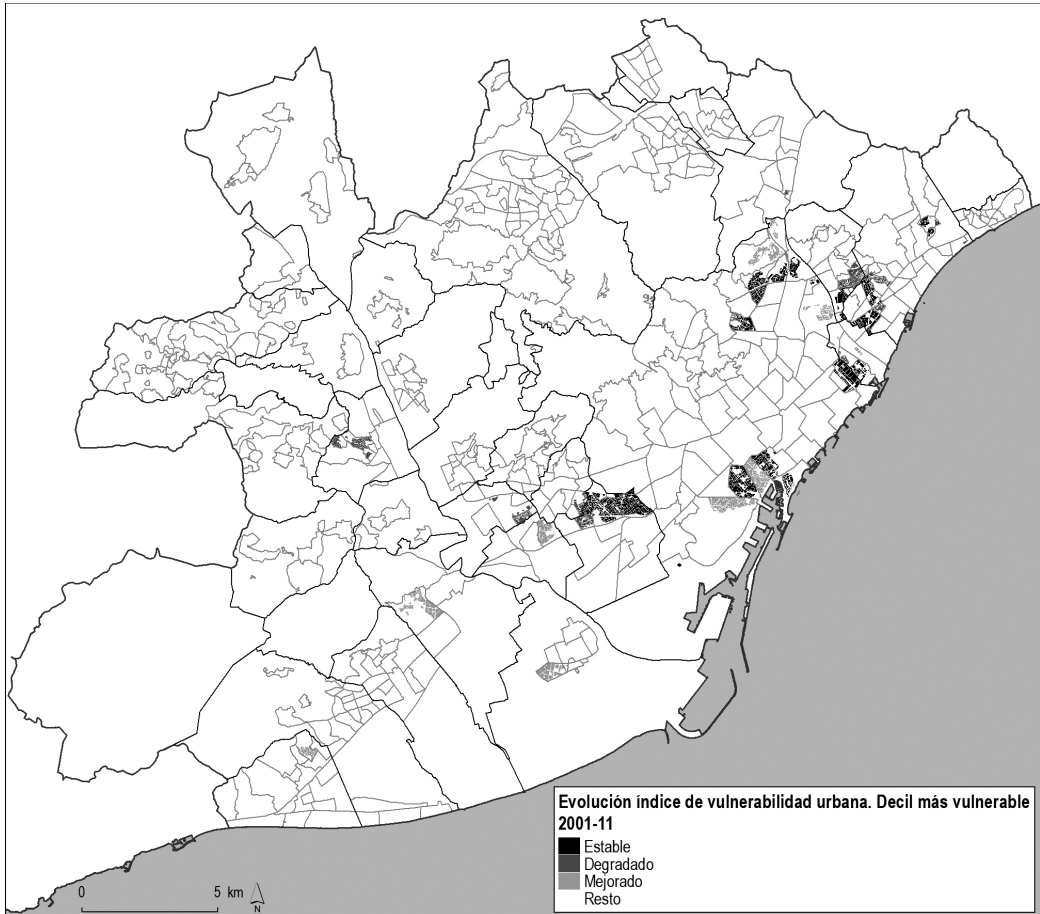 Evolución índice de vulnerabilidad urbana. Decil más vulnerable
2001-11
Estable
Degradado
Mejorado
Resto
0 5 km
N